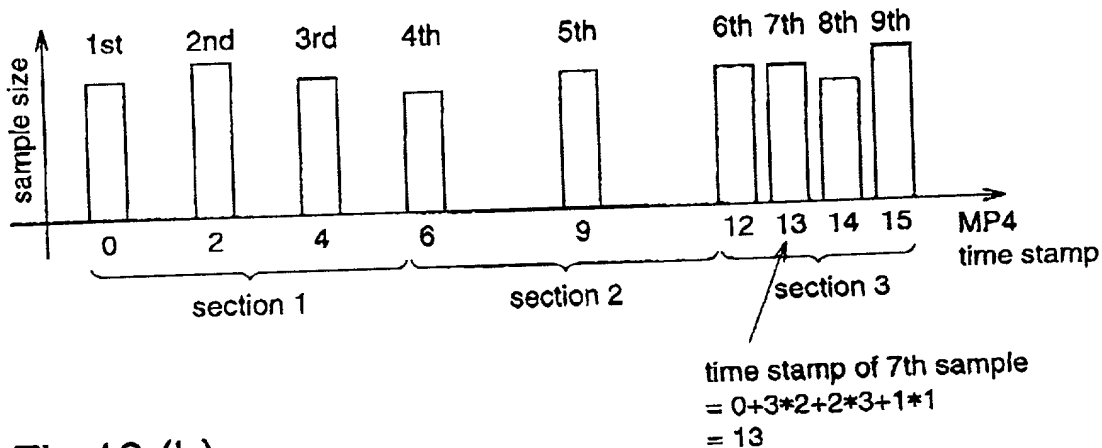 1st 2nd 3rd 4th 5th 6th 7th 8th 9th
sample size
0 2 4 6 9 12 13 14 15 MP4
time stamp
section 1 section 2 section 3
time stamp of 7th sample
= 0+3*2+2*3+1*1
= 13